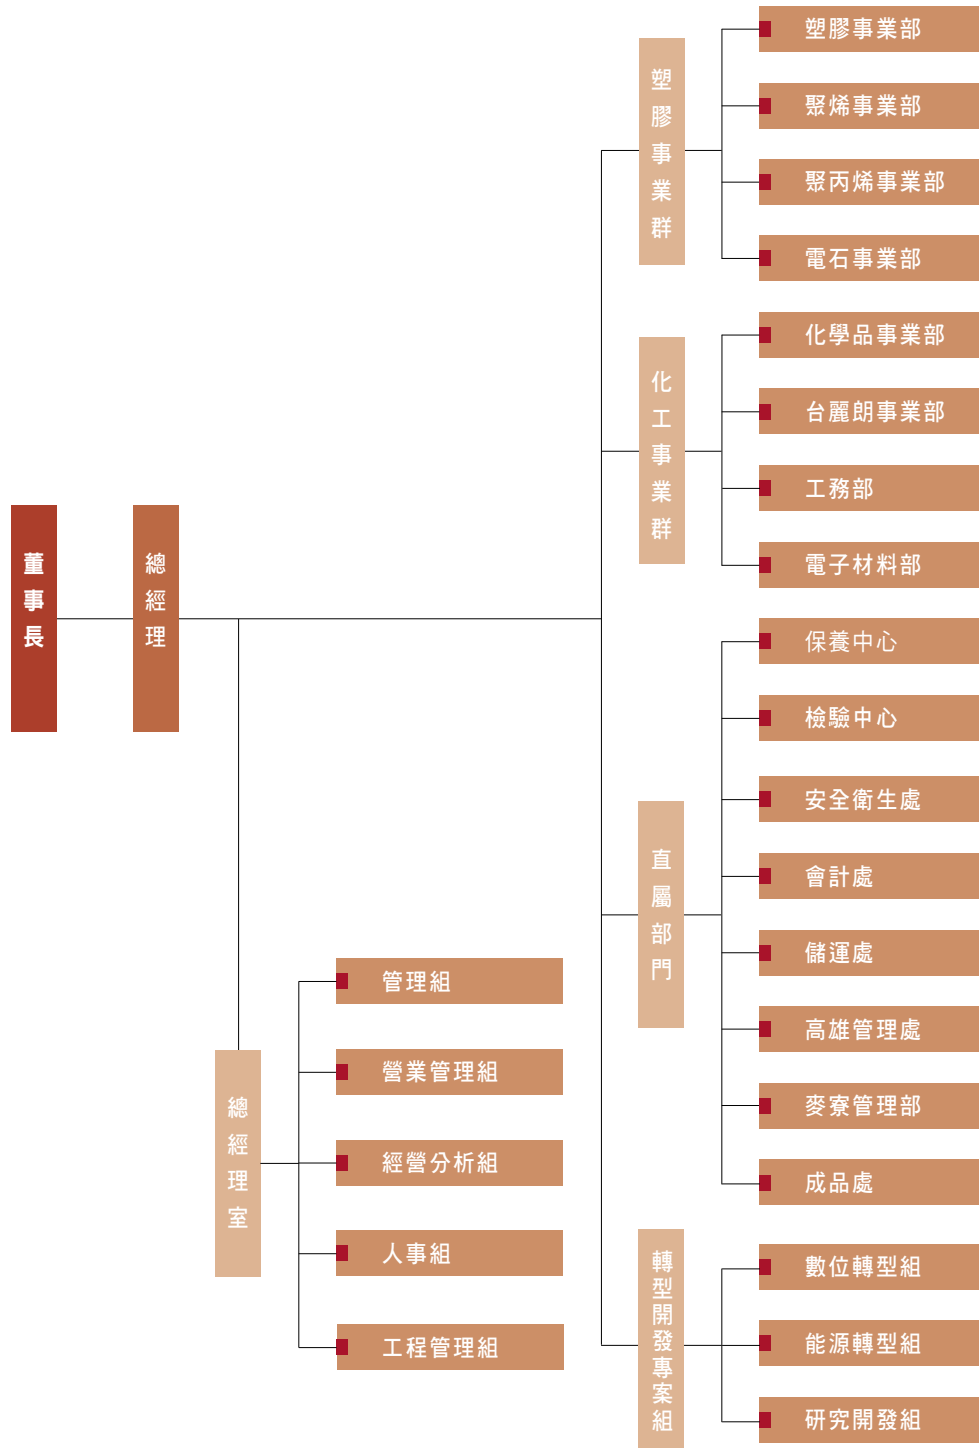 董事長
總經理
總經理室
管理組
營業管理組
經營分析組
人事組
工程管理組
塑膠事業群
塑膠事業部
聚烯事業部
聚丙烯事業部
電石事業部
化工事業群
化學品事業部
台麗朗事業部
工務部
電子材料部
直屬部門
保養中心
檢驗中心
安全衛生處
會計處
儲運處
高雄管理處
麥寮管理部
成品處
轉型開發專案組
數位轉型組
能源轉型組
研究開發組